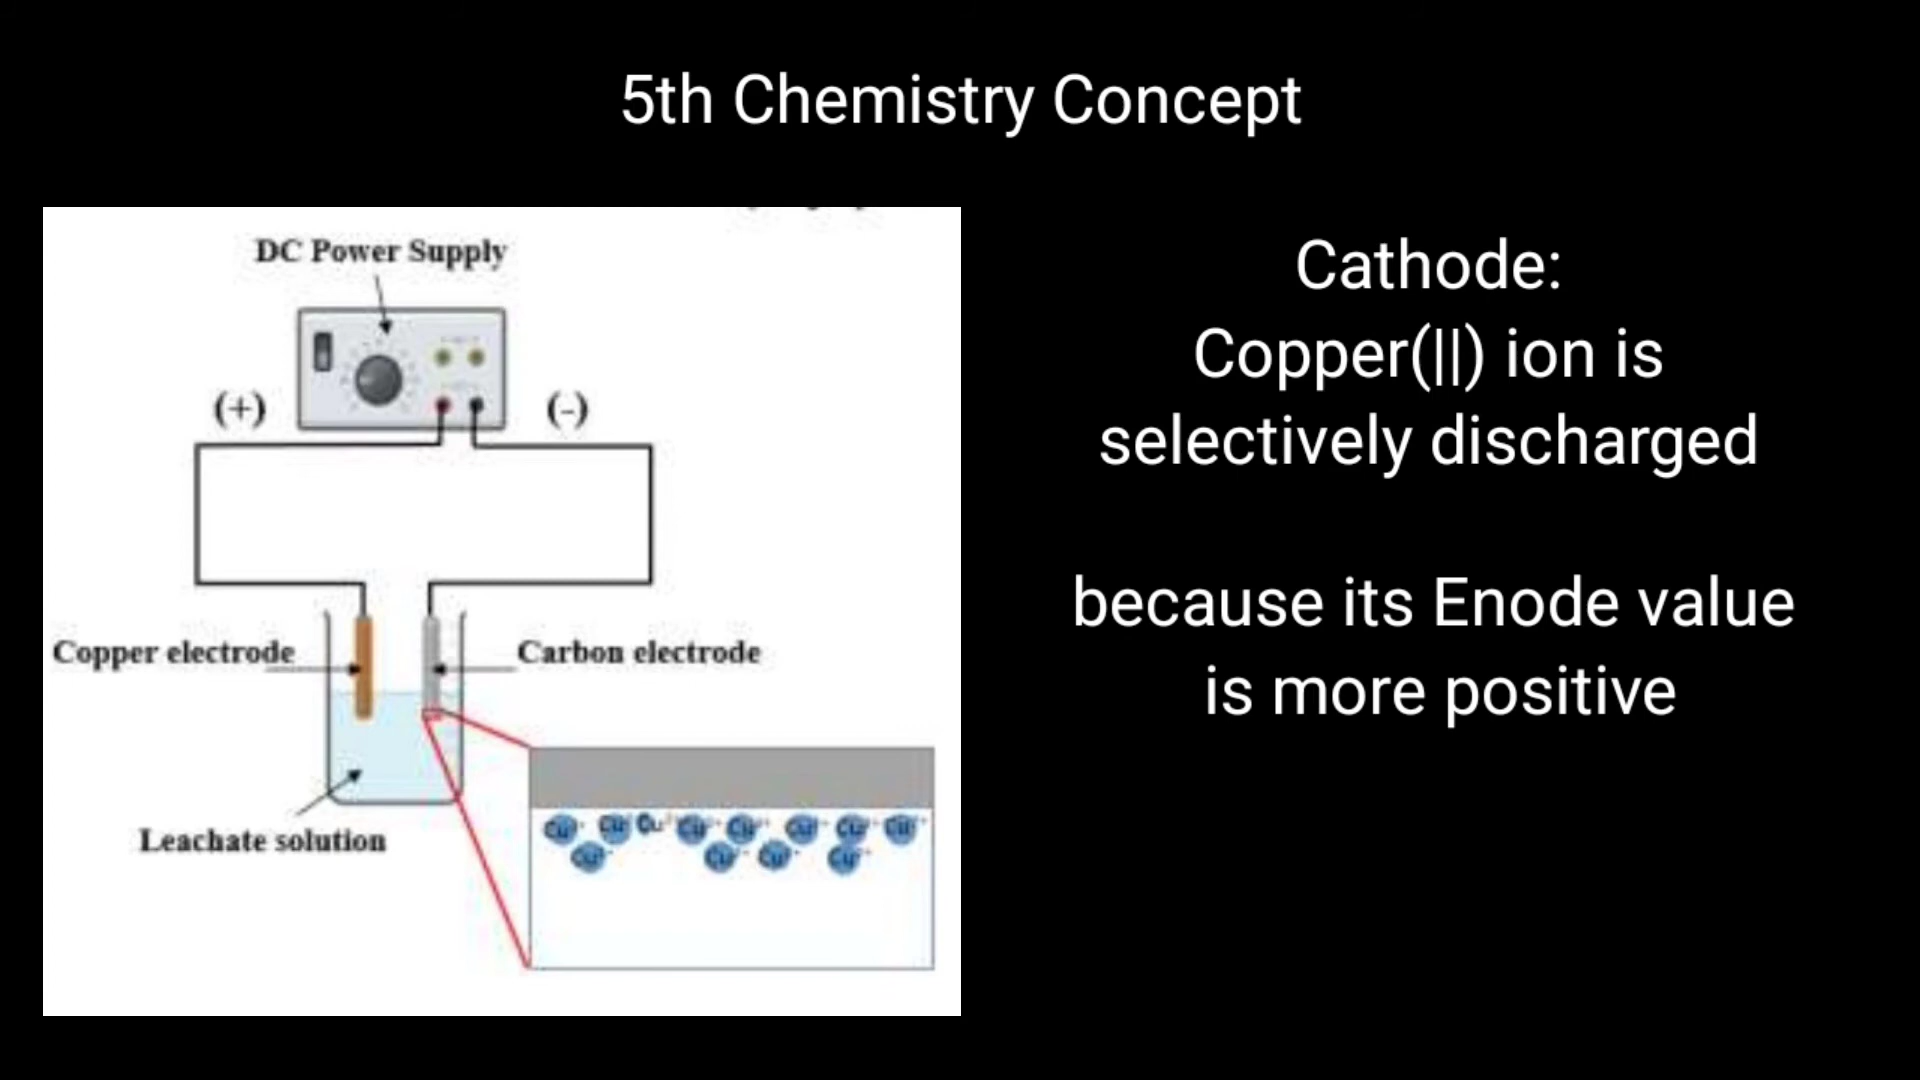 5th Chemistry Concept
DC Power Supply
(+)
(-)
Copper electrode
Carbon electrode
Leachate solution
Cathode:
Copper(||) ion is
selectively discharged
because its Enode value
is more positive